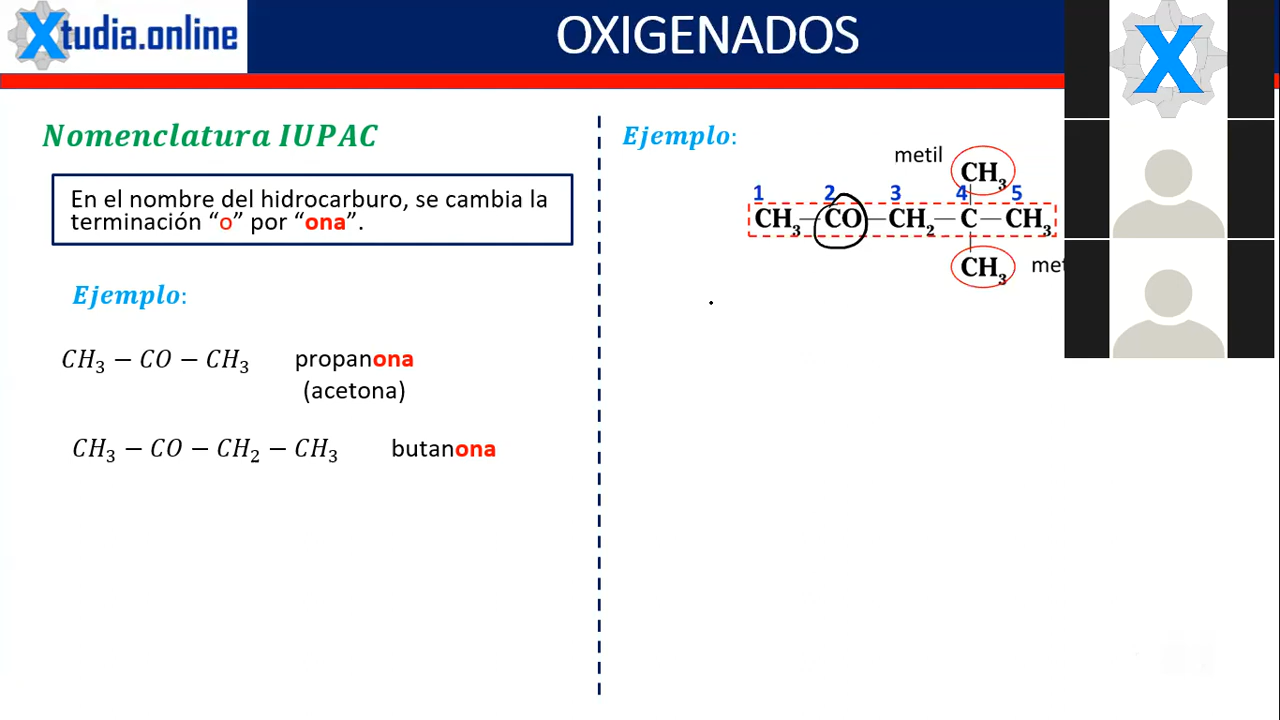 Xtudia.online
OXIGENADOS
X
Nomenclatura IUPAC
En el nombre del hidrocarburo, se cambia la
terminación “o” por “ona”.
Ejemplo:
CH₃ − CO − CH₃ propanona
(acetona)
CH₃ − CO − CH₂ − CH₃ butanona
Ejemplo:
metil CH₃
1 2 3 4 5
CH₃ — CO — CH₂ — C — CH₃
CH₃ met